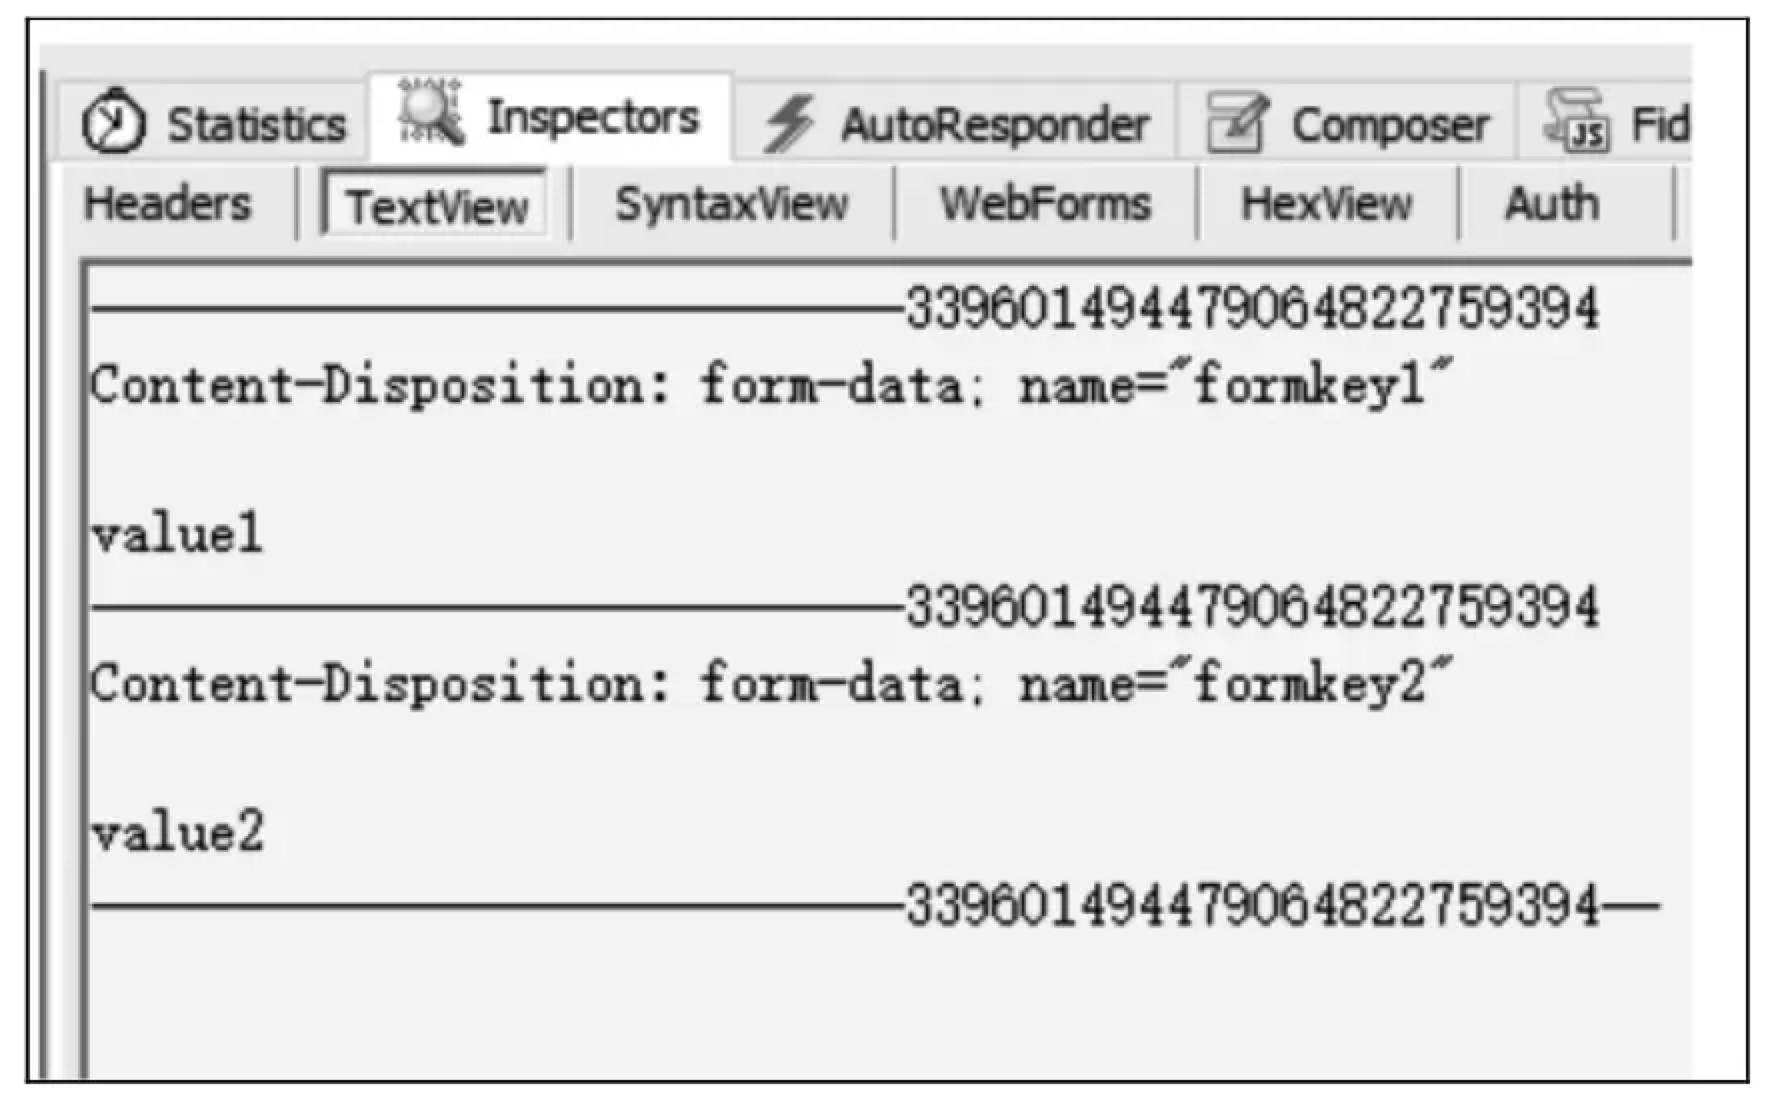 Statistics Inspectors AutoResponder Composer JS Fid
Headers TextView SyntaxView WebForms HexView Auth
----------------------------339601494479064822759394
Content-Disposition: form-data; name="formkey1"
value1
----------------------------339601494479064822759394
Content-Disposition: form-data; name="formkey2"
value2
----------------------------339601494479064822759394--